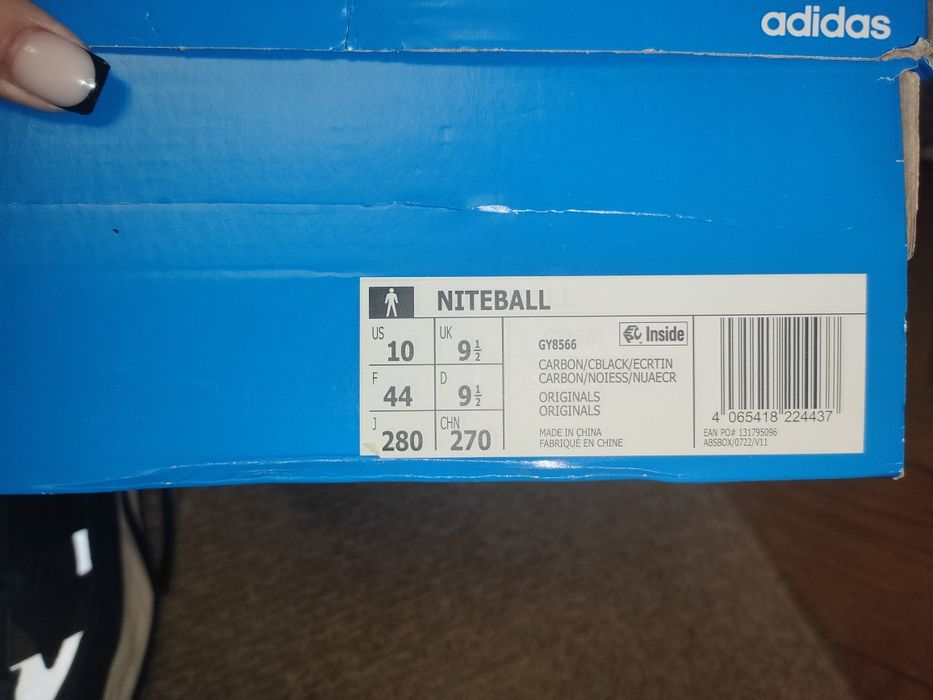 adidas
NITEBALL
US 10 UK 9 1/2
F 44 D 9 1/2
J 280 CHN 270
Inside
GY8566
CARBON/CBLACK/ECRTIN
CARBON/NOIESS/NUAECR
ORIGINALS
ORIGINALS
MADE IN CHINA
FABRIQUE EN CHINE
4 065418 224437
EAN PO# 131795096
ABSBOX/0722/V11